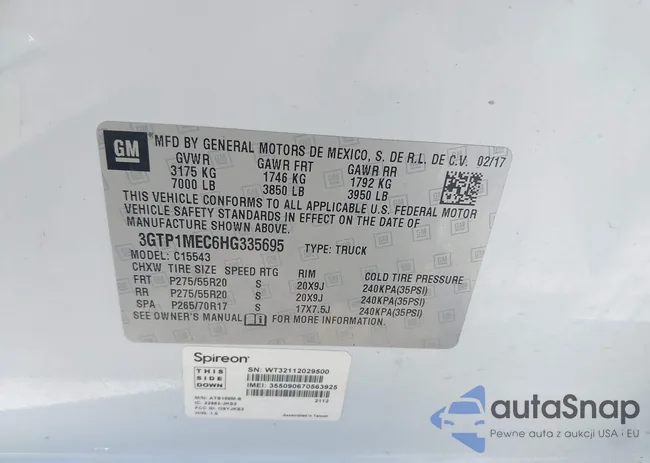 GM
MFD BY GENERAL MOTORS DE MEXICO, S. DE R.L. DE C.V. 02/17
GVWR GAWR FRT GAWR RR
3175 KG 1746 KG 1792 KG
7000 LB 3850 LB 3950 LB
THIS VEHICLE CONFORMS TO ALL APPLICABLE U.S. FEDERAL MOTOR
VEHICLE SAFETY STANDARDS IN EFFECT ON THE DATE OF
MANUFACTURE SHOWN ABOVE.
3GTP1MEC6HG335695 TYPE: TRUCK
MODEL: C15543
CHXW TIRE SIZE SPEED RTG RIM COLD TIRE PRESSURE
FRT P275/55R20 S 20X9J 240KPA(35PSI)
RR P275/55R20 S 20X9J 240KPA(35PSI)
SPA P265/70R17 S 17X7.5J 240KPA(35PSI)
SEE OWNER'S MANUAL FOR MORE INFORMATION.
Spireon
THIS
SIDE
DOWN
SN: WT32112029500
IMEI: 355090670563925
2112
Assembled in Taiwan
autoSnap
Pewne auta z aukcji USA i EU